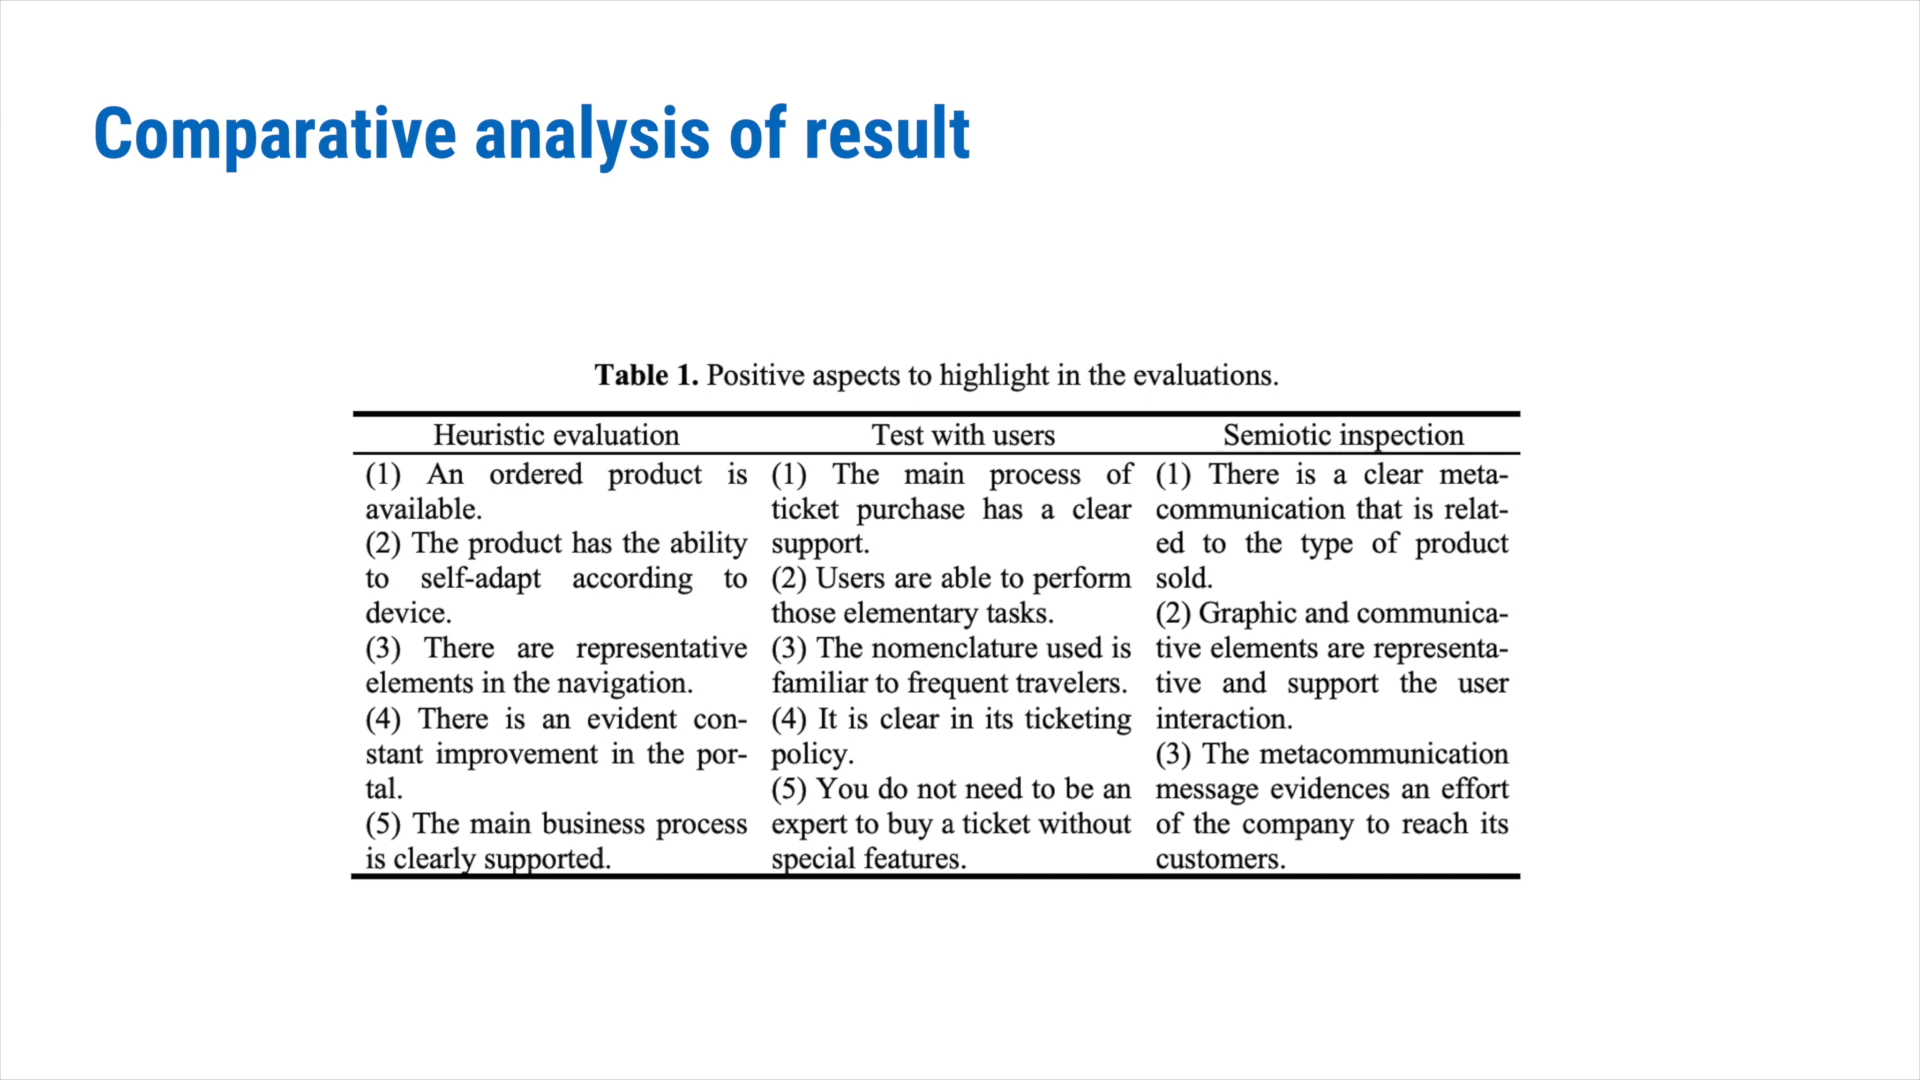 Comparative analysis of result
Table 1. Positive aspects to highlight in the evaluations.
Heuristic evaluation
(1) An ordered product is
available.
(2) The product has the ability
to self-adapt according to
device.
(3) There are representative
elements in the navigation.
(4) There is an evident con-
stant improvement in the por-
tal.
(5) The main business process
is clearly supported.
Test with users
(1) The main process of
ticket purchase has a clear
support.
(2) Users are able to perform
those elementary tasks.
(3) The nomenclature used is
familiar to frequent travelers.
(4) It is clear in its ticketing
policy.
(5) You do not need to be an
expert to buy a ticket without
special features.
Semiotic inspection
(1) There is a clear meta-
communication that is relat-
ed to the type of product
sold.
(2) Graphic and communica-
tive elements are representa-
tive and support the user
interaction.
(3) The metacommunication
message evidences an effort
of the company to reach its
customers.